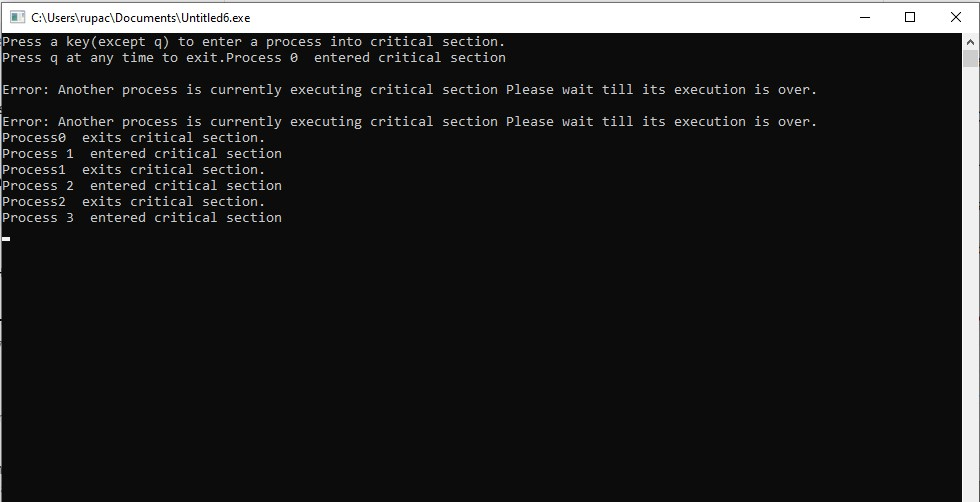 C:\Users\rupac\Documents\Untitled6.exe
Press a key(except q) to enter a process into critical section.
Press q at any time to exit.Process 0  entered critical section
Error: Another process is currently executing critical section Please wait till its execution is over.
Error: Another process is currently executing critical section Please wait till its execution is over.
Process0  exits critical section.
Process 1  entered critical section
Process1  exits critical section.
Process 2  entered critical section
Process2  exits critical section.
Process 3  entered critical section